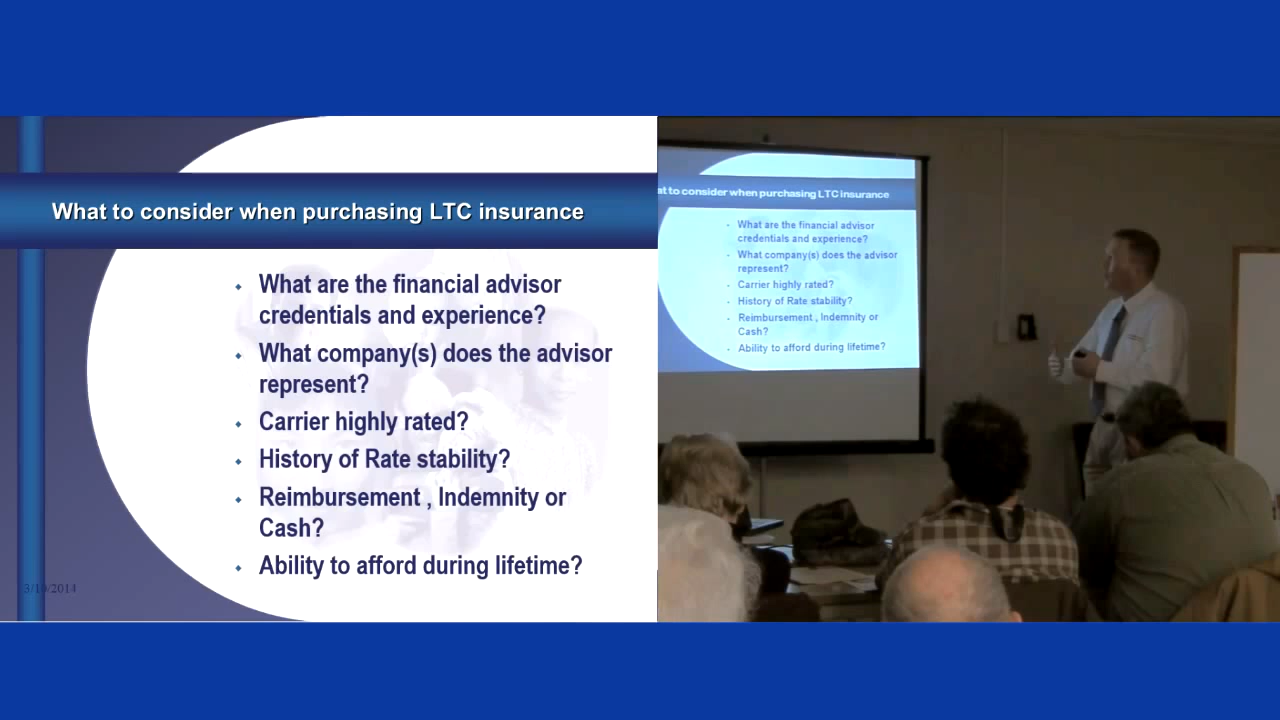 What to consider when purchasing LTC insurance
What are the financial advisor
credentials and experience?
What company(s) does the advisor
represent?
Carrier highly rated?
History of Rate stability?
Reimbursement , Indemnity or
Cash?
Ability to afford during lifetime?
3/10/2014
at to consider when purchasing LTC insurance
What are the financial advisor
credentials and experience?
What company(s) does the advisor
represent?
Carrier highly rated?
History of Rate stability?
Reimbursement , Indemnity or
Cash?
Ability to afford during lifetime?